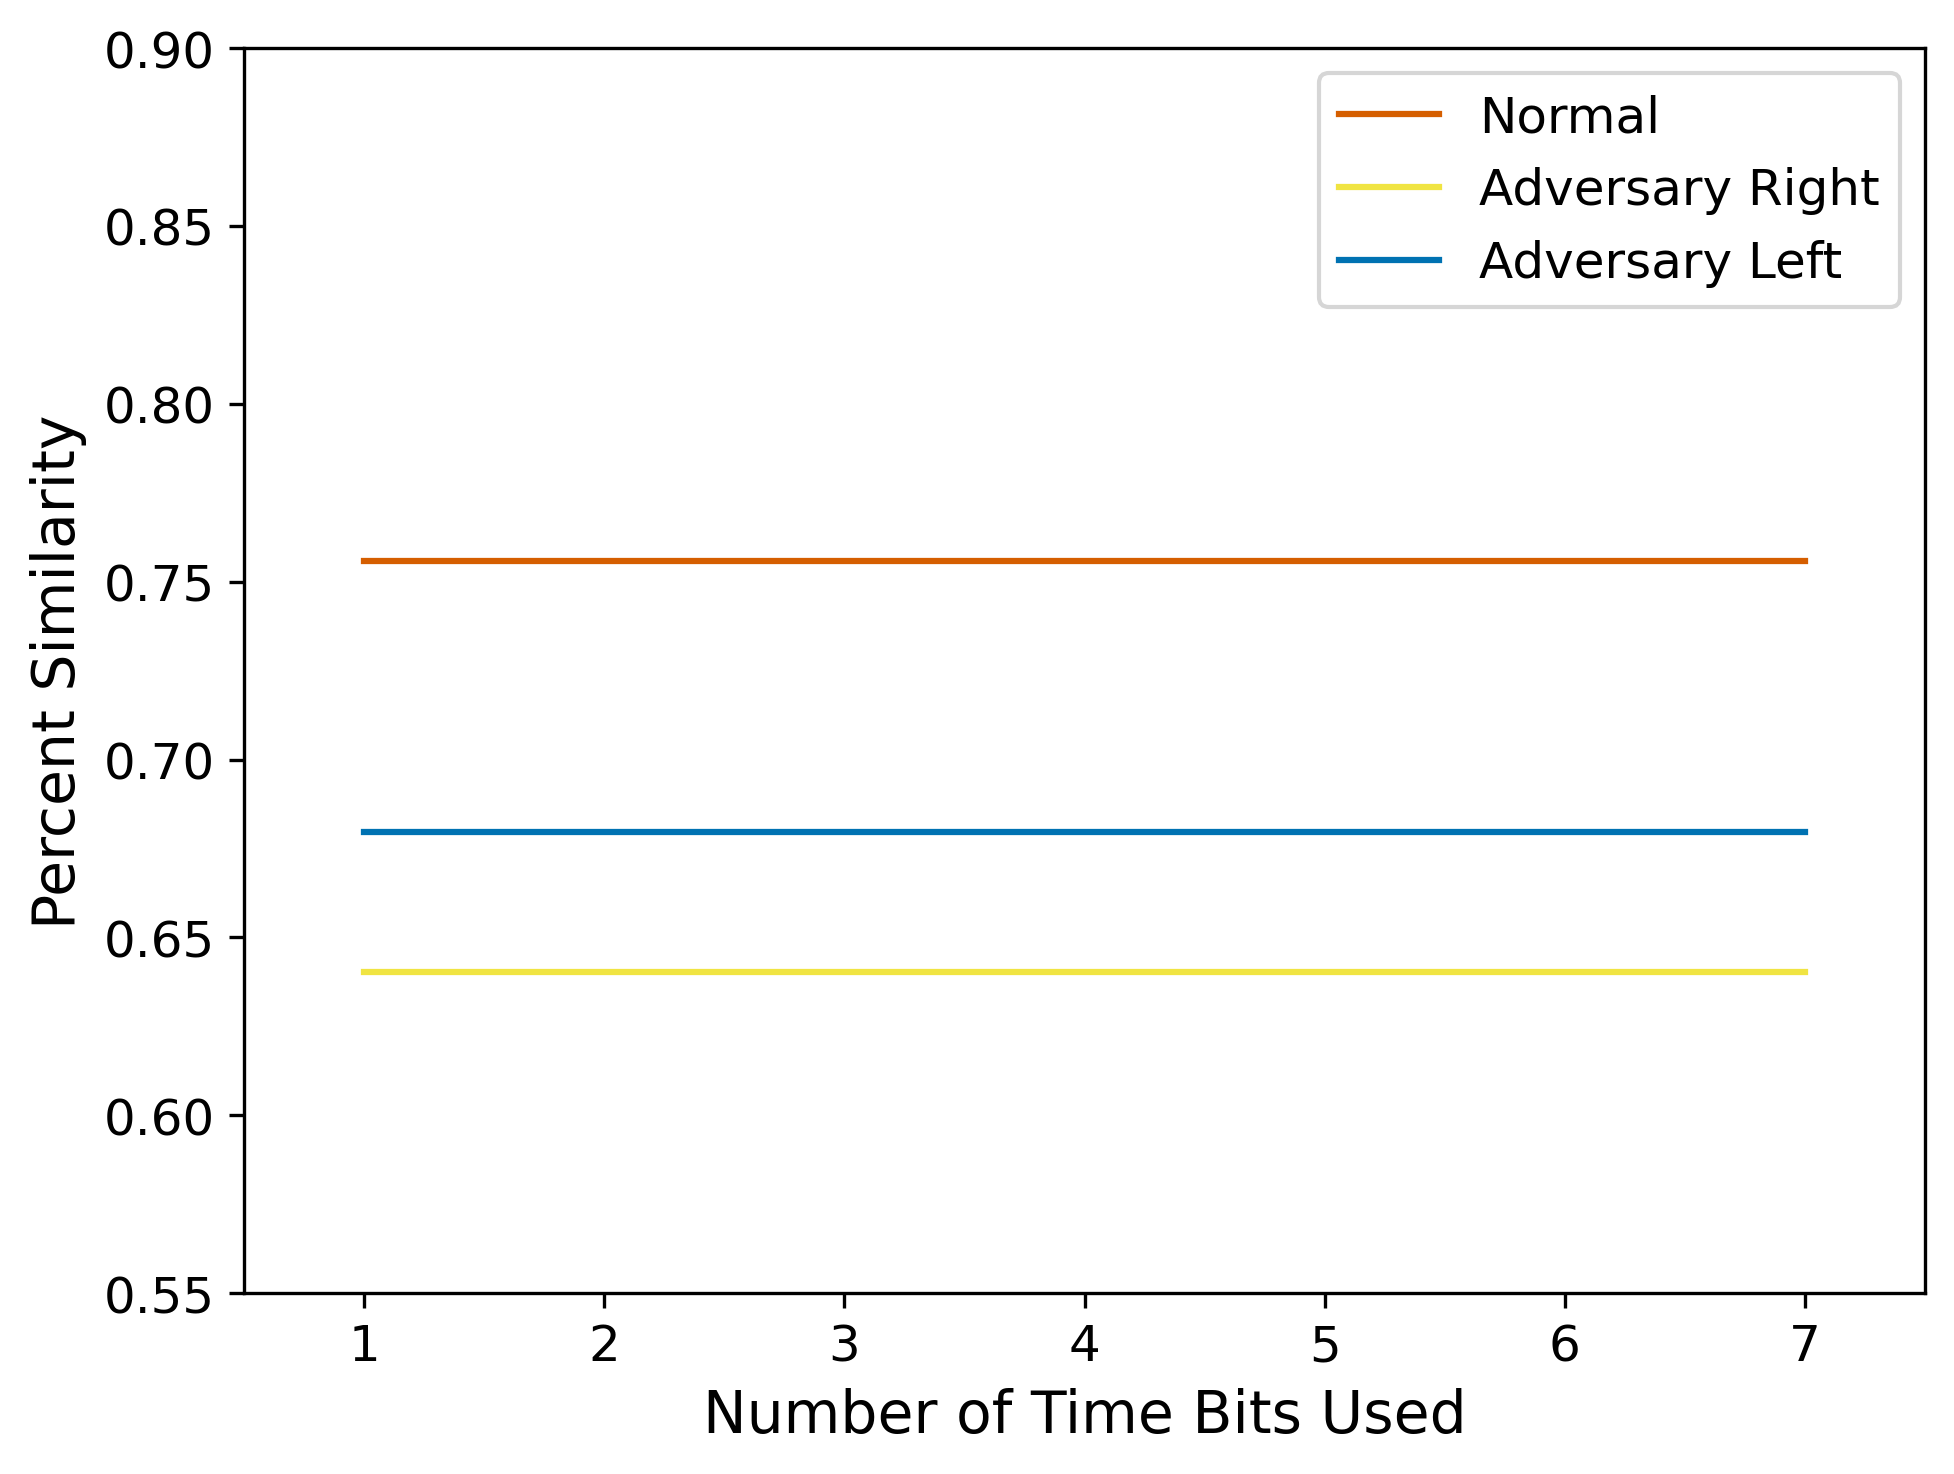 0.90
0.85
0.80
0.75
0.70
0.65
0.60
0.55
Percent Similarity
Normal
Adversary Right
Adversary Left
1 2 3 4 5 6 7
Number of Time Bits Used